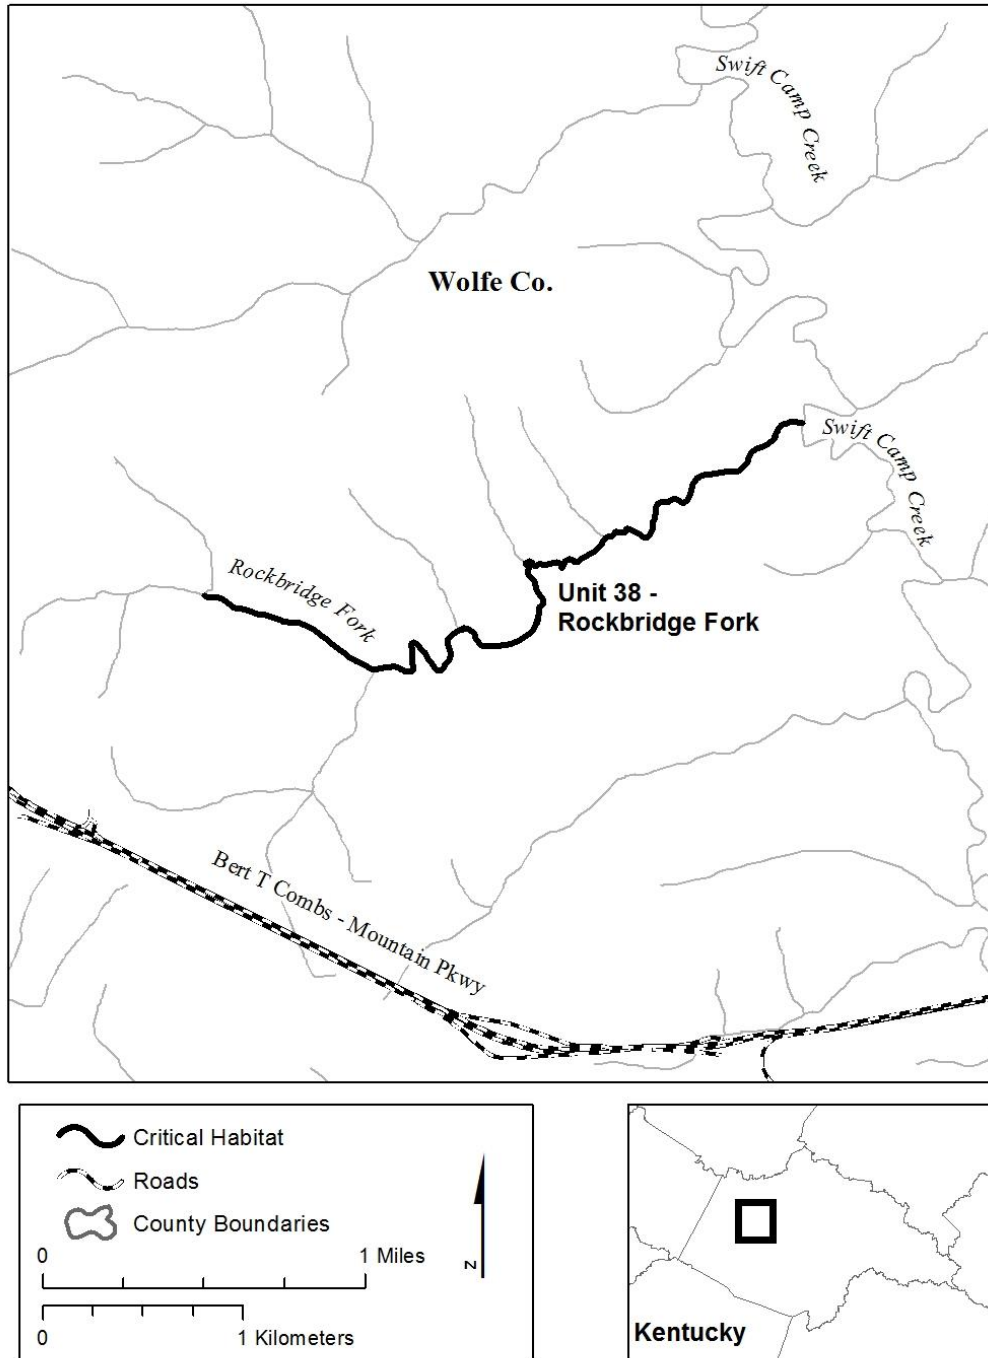 Swift Camp Creek
Wolfe Co.
Swift Camp Creek
Rockbridge Fork
Unit 38 -
Rockbridge Fork
Bert T Combs - Mountain Pkwy
Critical Habitat
Roads
County Boundaries
0 1 Miles
0 1 Kilometers
N
Kentucky